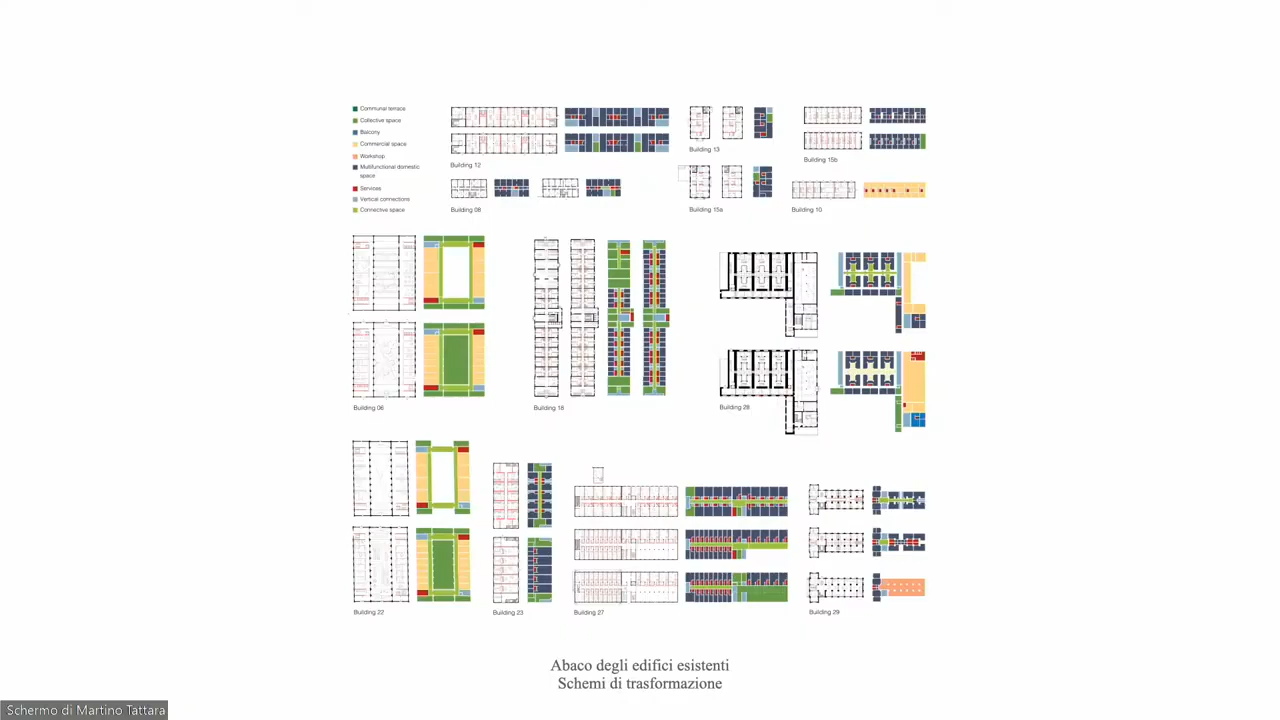 Communal terrace
Collective space
Balcony
Commercial space
Workshop
Multifunctional domestic
space
Services
Vertical connections
Connective space
Building 12
Building 08
Building 13
Building 15a
Building 15b
Building 10
Building 06
Building 18
Building 28
Building 22
Building 23
Building 27
Building 29
Abaco degli edifici esistenti
Schemi di trasformazione
Schermo di Martino Tattara